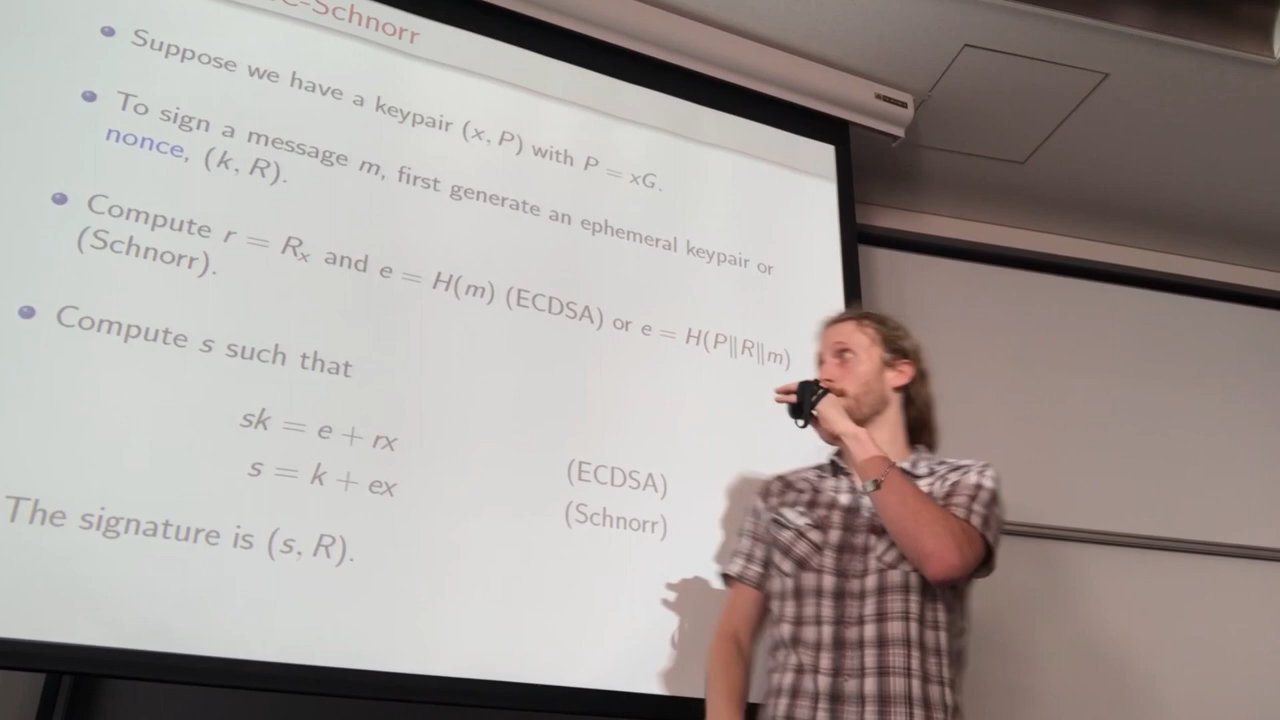 C-Schnorr
Suppose we have a keypair (x, P) with P = xG.
To sign a message m, first generate an ephemeral keypair or
nonce, (k, R).
Compute r = Rₓ and e = H(m) (ECDSA) or e = H(P||R||m)
(Schnorr).
Compute s such that
sk = e + rx (ECDSA)
s = k + ex (Schnorr)
The signature is (s, R).